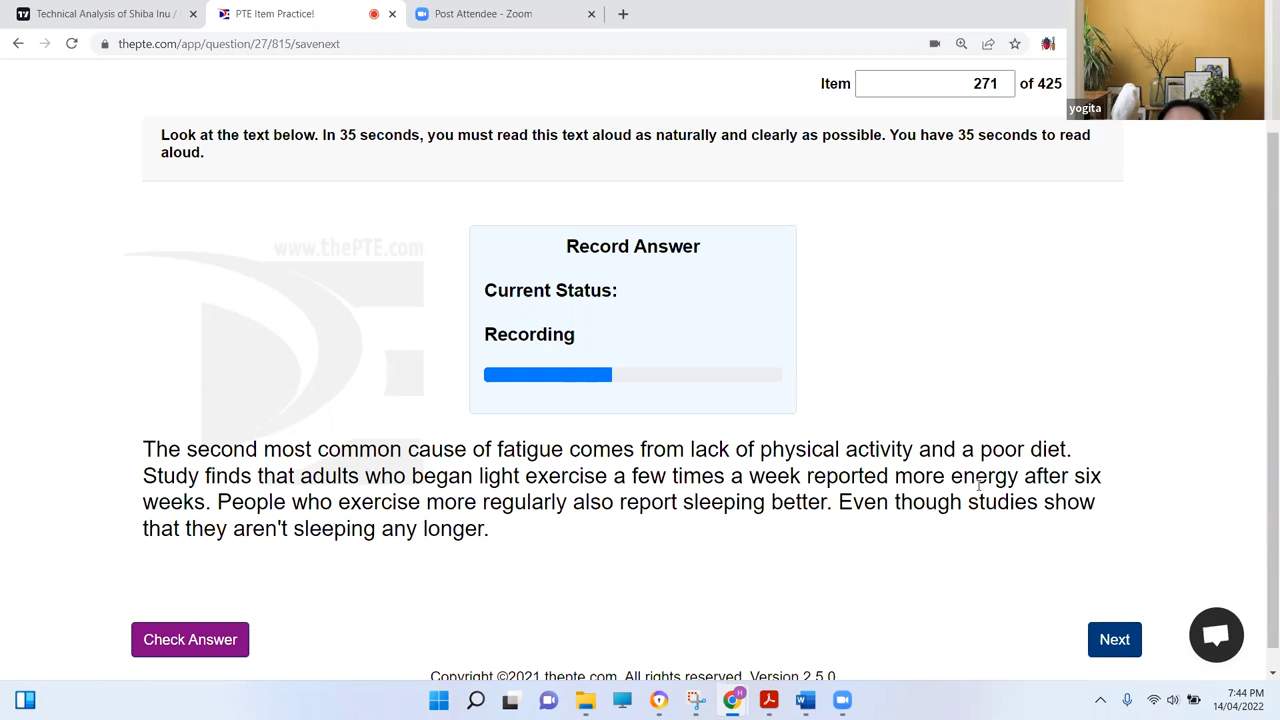 Technical Analysis of Shiba Inu /
PTE Item Practice!
Post Attendee - Zoom
thepte.com/app/question/27/815/savenext
Item 271 of 425
yogita
Look at the text below. In 35 seconds, you must read this text aloud as naturally and clearly as possible. You have 35 seconds to read
aloud.
www.thePTE.com
Record Answer
Current Status:
Recording
The second most common cause of fatigue comes from lack of physical activity and a poor diet.
Study finds that adults who began light exercise a few times a week reported more energy after six
weeks. People who exercise more regularly also report sleeping better. Even though studies show
that they aren't sleeping any longer.
Check Answer
Next
Copyright ©2021 thepte.com. All rights reserved. Version 2.5.0
7:44 PM
14/04/2022